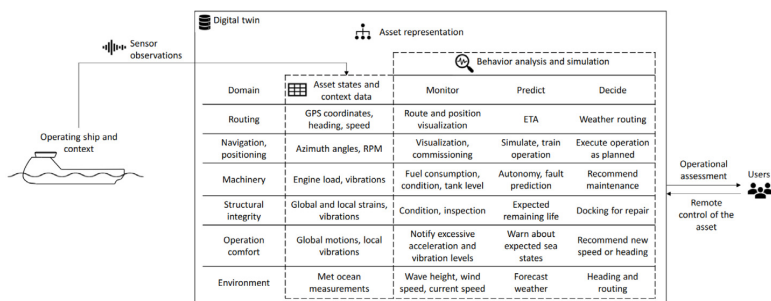 Digital twin
Asset representation
Sensor
observations
Behavior analysis and simulation
Domain
Asset states and
context data
Monitor
Predict
Decide
Routing
GPS coordinates,
heading, speed
Route and position
visualization
ETA
Weather routing
Operating ship and
context
Navigation,
positioning
Azimuth angles, RPM
Visualization,
commissioning
Simulate, train
operation
Execute operation
as planned
Machinery
Engine load, vibrations
Fuel consumption,
condition, tank level
Autonomy, fault
prediction
Recommend
maintenance
Operational
assessment
Users
Remote
control of the
asset
Structural
integrity
Global and local strains,
vibrations
Condition, inspection
Expected
remaining life
Docking for repair
Operation
comfort
Global motions, local
vibrations
Notify excessive
acceleration and
vibration levels
Warn about
expected sea
states
Recommend new
speed or heading
Environment
Met ocean
measurements
Wave height, wind
speed, current speed
Forecast
weather
Heading and
routing